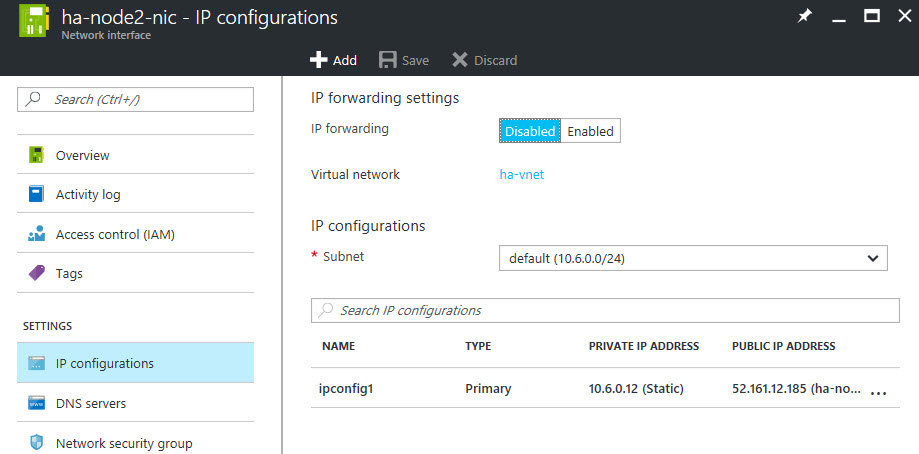 ha-node2-nic - IP configurations
Network interface
Add Save Discard
Search (Ctrl+/)
Overview
Activity log
Access control (IAM)
Tags
SETTINGS
IP configurations
DNS servers
Network security group
IP forwarding settings
IP forwarding Disabled Enabled
Virtual network ha-vnet
IP configurations
* Subnet default (10.6.0.0/24)
Search IP configurations
NAME TYPE PRIVATE IP ADDRESS PUBLIC IP ADDRESS
ipconfig1 Primary 10.6.0.12 (Static) 52.161.12.185 (ha-no... ...